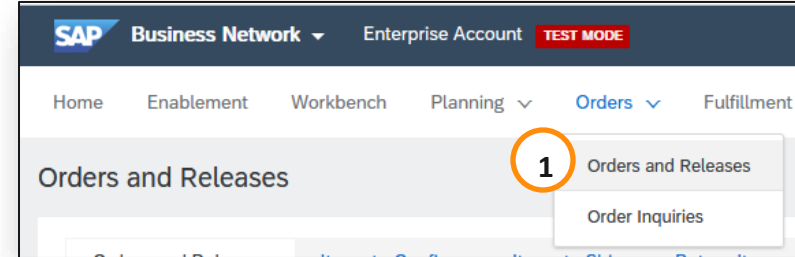 SAP Business Network Enterprise Account TEST MODE
Home Enablement Workbench Planning Orders Fulfillment
Orders and Releases
1 Orders and Releases
Order Inquiries